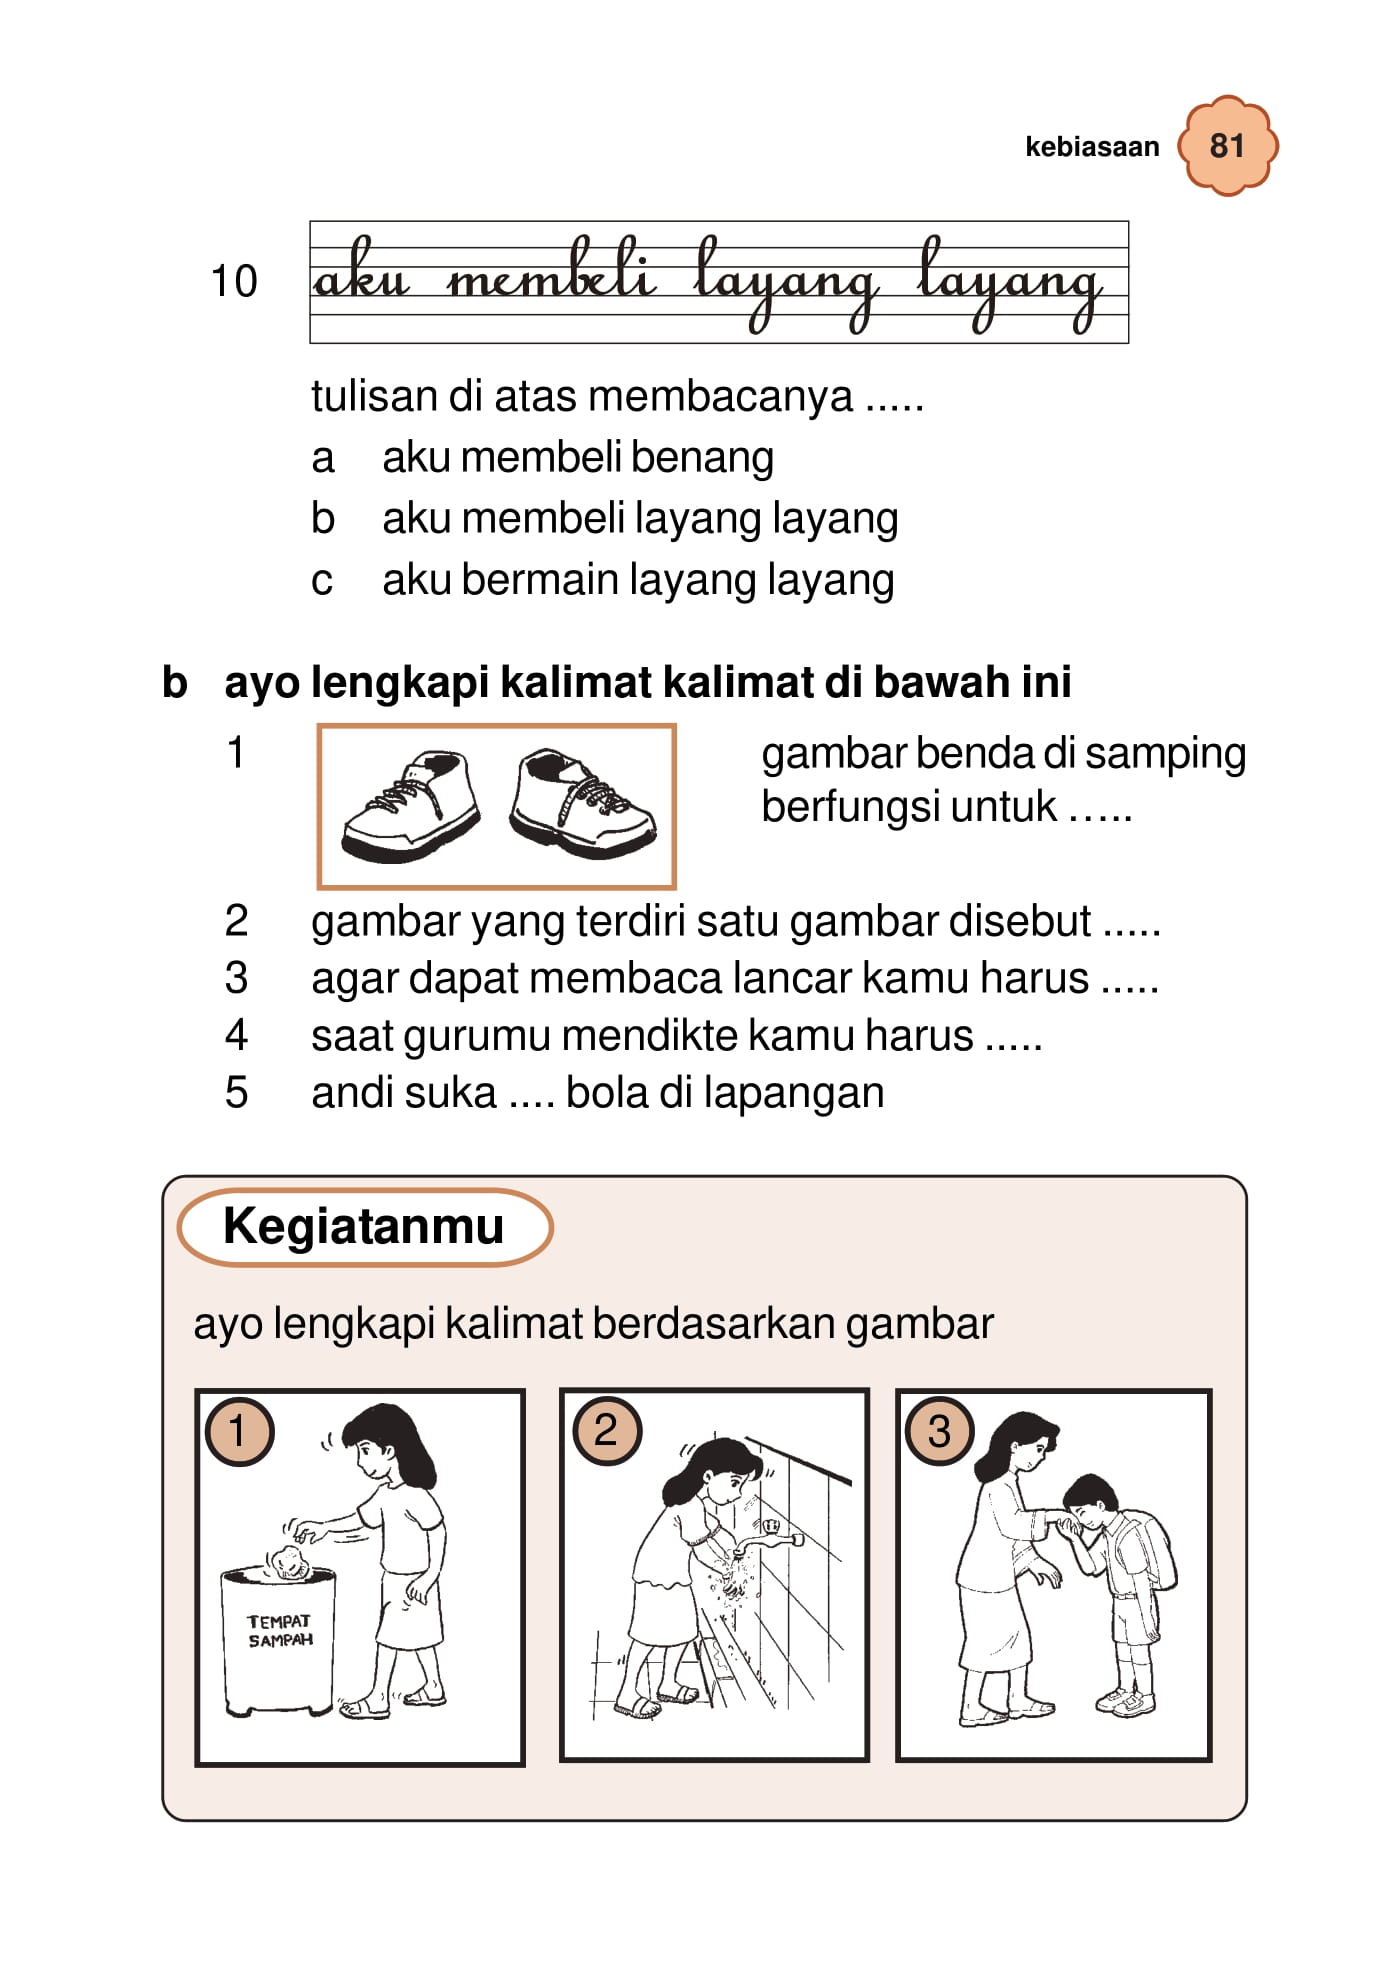 kebiasaan 81
10 aku membeli layang layang
tulisan di atas membacanya .....
a aku membeli benang
b aku membeli layang layang
c aku bermain layang layang
b ayo lengkapi kalimat kalimat di bawah ini
1 gambar benda di samping
berfungsi untuk .....
2 gambar yang terdiri satu gambar disebut .....
3 agar dapat membaca lancar kamu harus .....
4 saat gurumu mendikte kamu harus .....
5 andi suka .... bola di lapangan
Kegiatanmu
ayo lengkapi kalimat berdasarkan gambar
1
TEMPAT
SAMPAH
2
3